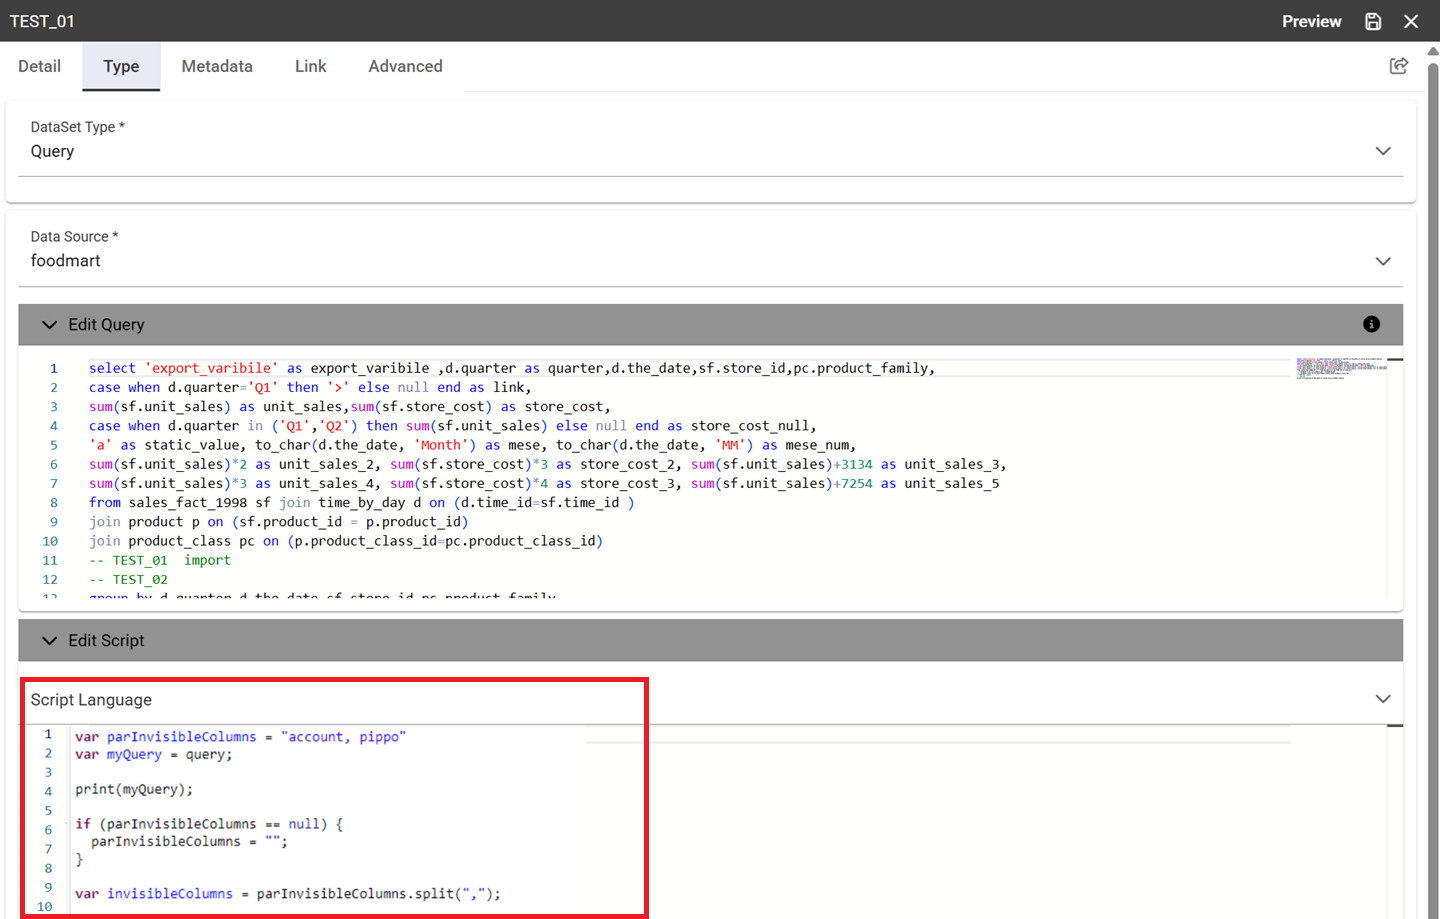 TEST_01 Preview
Detail Type Metadata Link Advanced
DataSet Type *
Query
Data Source *
foodmart
Edit Query
1 select 'export_varibile' as export_varibile ,d.quarter as quarter,d.the_date,sf.store_id,pc.product_family,
2 case when d.quarter='Q1' then '>' else null end as link,
3 sum(sf.unit_sales) as unit_sales,sum(sf.store_cost) as store_cost,
4 case when d.quarter in ('Q1','Q2') then sum(sf.unit_sales) else null end as store_cost_null,
5 'a' as static_value, to_char(d.the_date, 'Month') as mese, to_char(d.the_date, 'MM') as mese_num,
6 sum(sf.unit_sales)*2 as unit_sales_2, sum(sf.store_cost)*3 as store_cost_2, sum(sf.unit_sales)+3134 as unit_sales_3,
7 sum(sf.unit_sales)*3 as unit_sales_4, sum(sf.store_cost)*4 as store_cost_3, sum(sf.unit_sales)+7254 as unit_sales_5
8 from sales_fact_1998 sf join time_by_day d on (d.time_id=sf.time_id )
9 join product p on (sf.product_id = p.product_id)
10 join product_class pc on (p.product_class_id=pc.product_class_id)
11 -- TEST_01  import
12 -- TEST_02
13 group by d.quarter,d.the_date,sf.store_id,pc.product_family
Edit Script
Script Language
1 var parInvisibleColumns = "account, pippo"
2 var myQuery = query;
3
4 print(myQuery);
5
6 if (parInvisibleColumns == null) {
7 parInvisibleColumns = "";
8 }
9
10 var invisibleColumns = parInvisibleColumns.split(",");